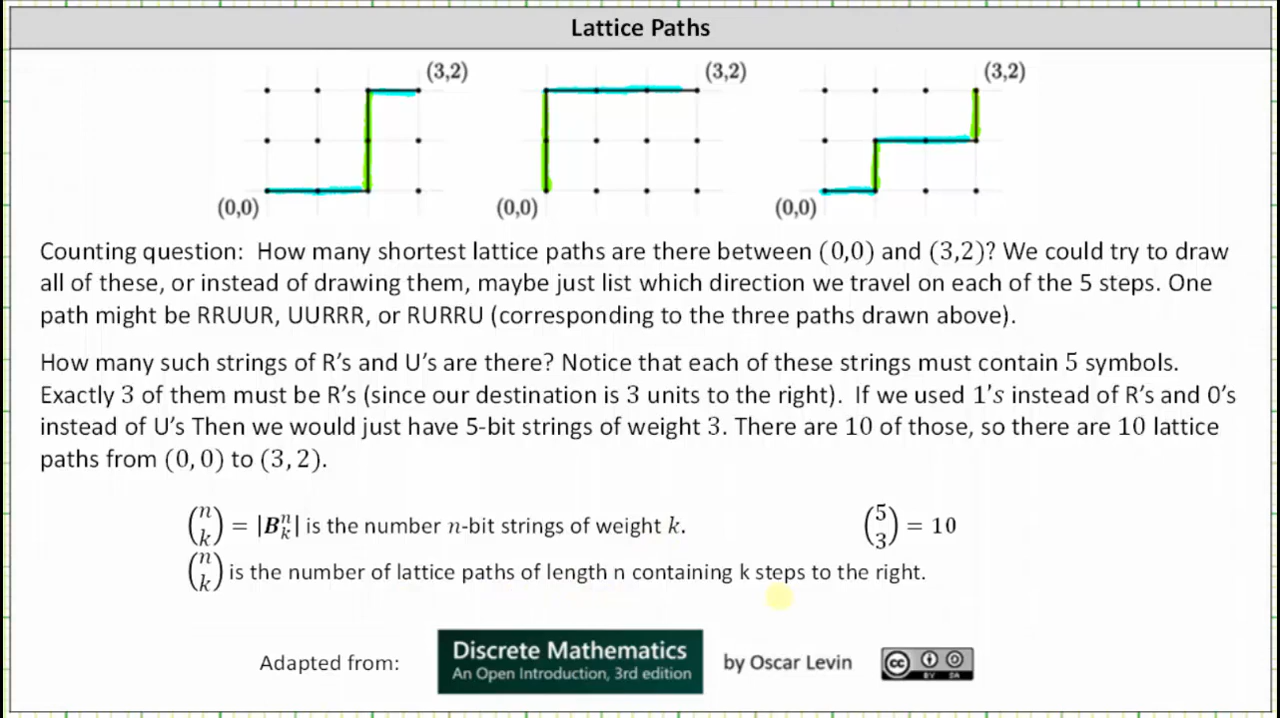 Lattice Paths
(3,2) (3,2) (3,2)
(0,0) (0,0) (0,0)
Counting question: How many shortest lattice paths are there between (0,0) and (3,2)? We could try to draw
all of these, or instead of drawing them, maybe just list which direction we travel on each of the 5 steps. One
path might be RRUUR, UURRR, or RURRU (corresponding to the three paths drawn above).
How many such strings of R's and U's are there? Notice that each of these strings must contain 5 symbols.
Exactly 3 of them must be R's (since our destination is 3 units to the right). If we used 1's instead of R's and 0's
instead of U's Then we would just have 5-bit strings of weight 3. There are 10 of those, so there are 10 lattice
paths from (0, 0) to (3, 2).
(n k) = |B^n_k| is the number n-bit strings of weight k. (5 3) = 10
(n k) is the number of lattice paths of length n containing k steps to the right.
Adapted from: Discrete Mathematics by Oscar Levin
An Open Introduction, 3rd edition
cc BY SA